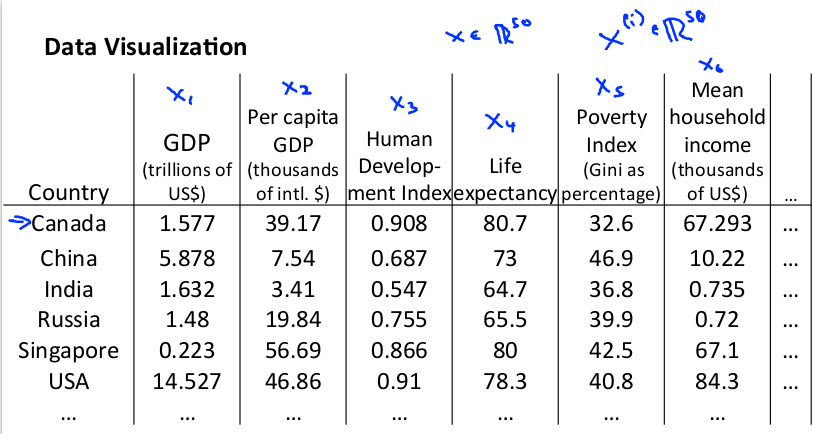 x ∈ ℝ⁵⁰ x⁽ⁱ⁾ ∈ ℝ⁵⁰
Data Visualization
x₁ x₂ x₃ x₄ x₅ x₆
Country
GDP
(trillions of
US$)
Per capita
GDP
(thousands
of intl. $)
Human
Develop-
ment Index
Life
expectancy
Poverty
Index
(Gini as
percentage)
Mean
household
income
(thousands
of US$)
...
→Canada 1.577 39.17 0.908 80.7 32.6 67.293 ...
China 5.878 7.54 0.687 73 46.9 10.22 ...
India 1.632 3.41 0.547 64.7 36.8 0.735 ...
Russia 1.48 19.84 0.755 65.5 39.9 0.72 ...
Singapore 0.223 56.69 0.866 80 42.5 67.1 ...
USA 14.527 46.86 0.91 78.3 40.8 84.3 ...
... ... ... ... ... ... ...